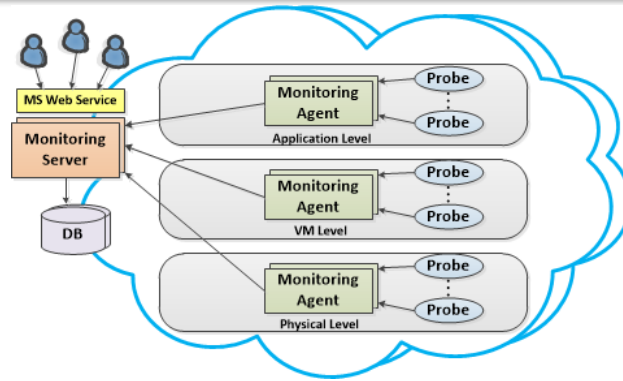 MS Web Service
Monitoring
Server
DB
Monitoring
Agent
Probe
Probe
Application Level
Monitoring
Agent
Probe
Probe
VM Level
Monitoring
Agent
Probe
Probe
Physical Level